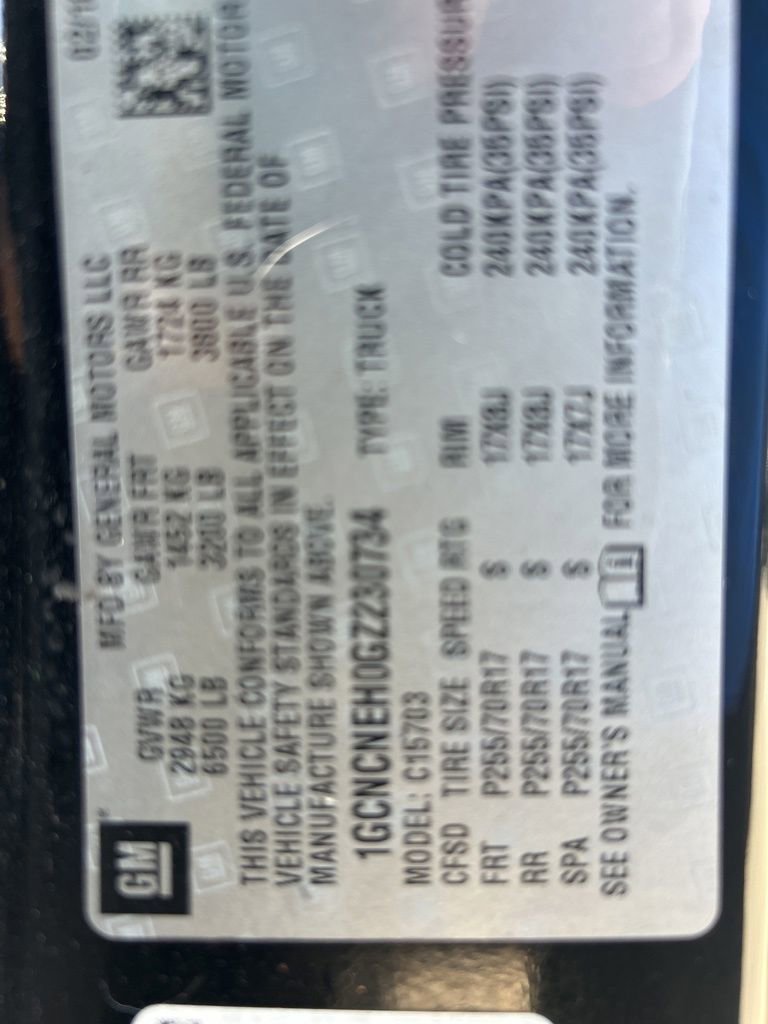 GM
MFD BY GENERAL MOTORS LLC 02/16
GVWR GAWR FRT GAWR RR
2948 KG 1452 KG 1724 KG
6500 LB 3200 LB 3800 LB
THIS VEHICLE CONFORMS TO ALL APPLICABLE U.S. FEDERAL MOTOR
VEHICLE SAFETY STANDARDS IN EFFECT ON THE DATE OF
MANUFACTURE SHOWN ABOVE.
1GCNCNEH0GZ230734 TYPE: TRUCK
MODEL: C15703
CFSD TIRE SIZE SPEED RTG RIM COLD TIRE PRESSUR
FRT P255/70R17 S 17X8J 240KPA(35PSI)
RR P255/70R17 S 17X8J 240KPA(35PSI)
SPA P255/70R17 S 17X7J 240KPA(35PSI)
SEE OWNER'S MANUAL FOR MORE INFORMATION.